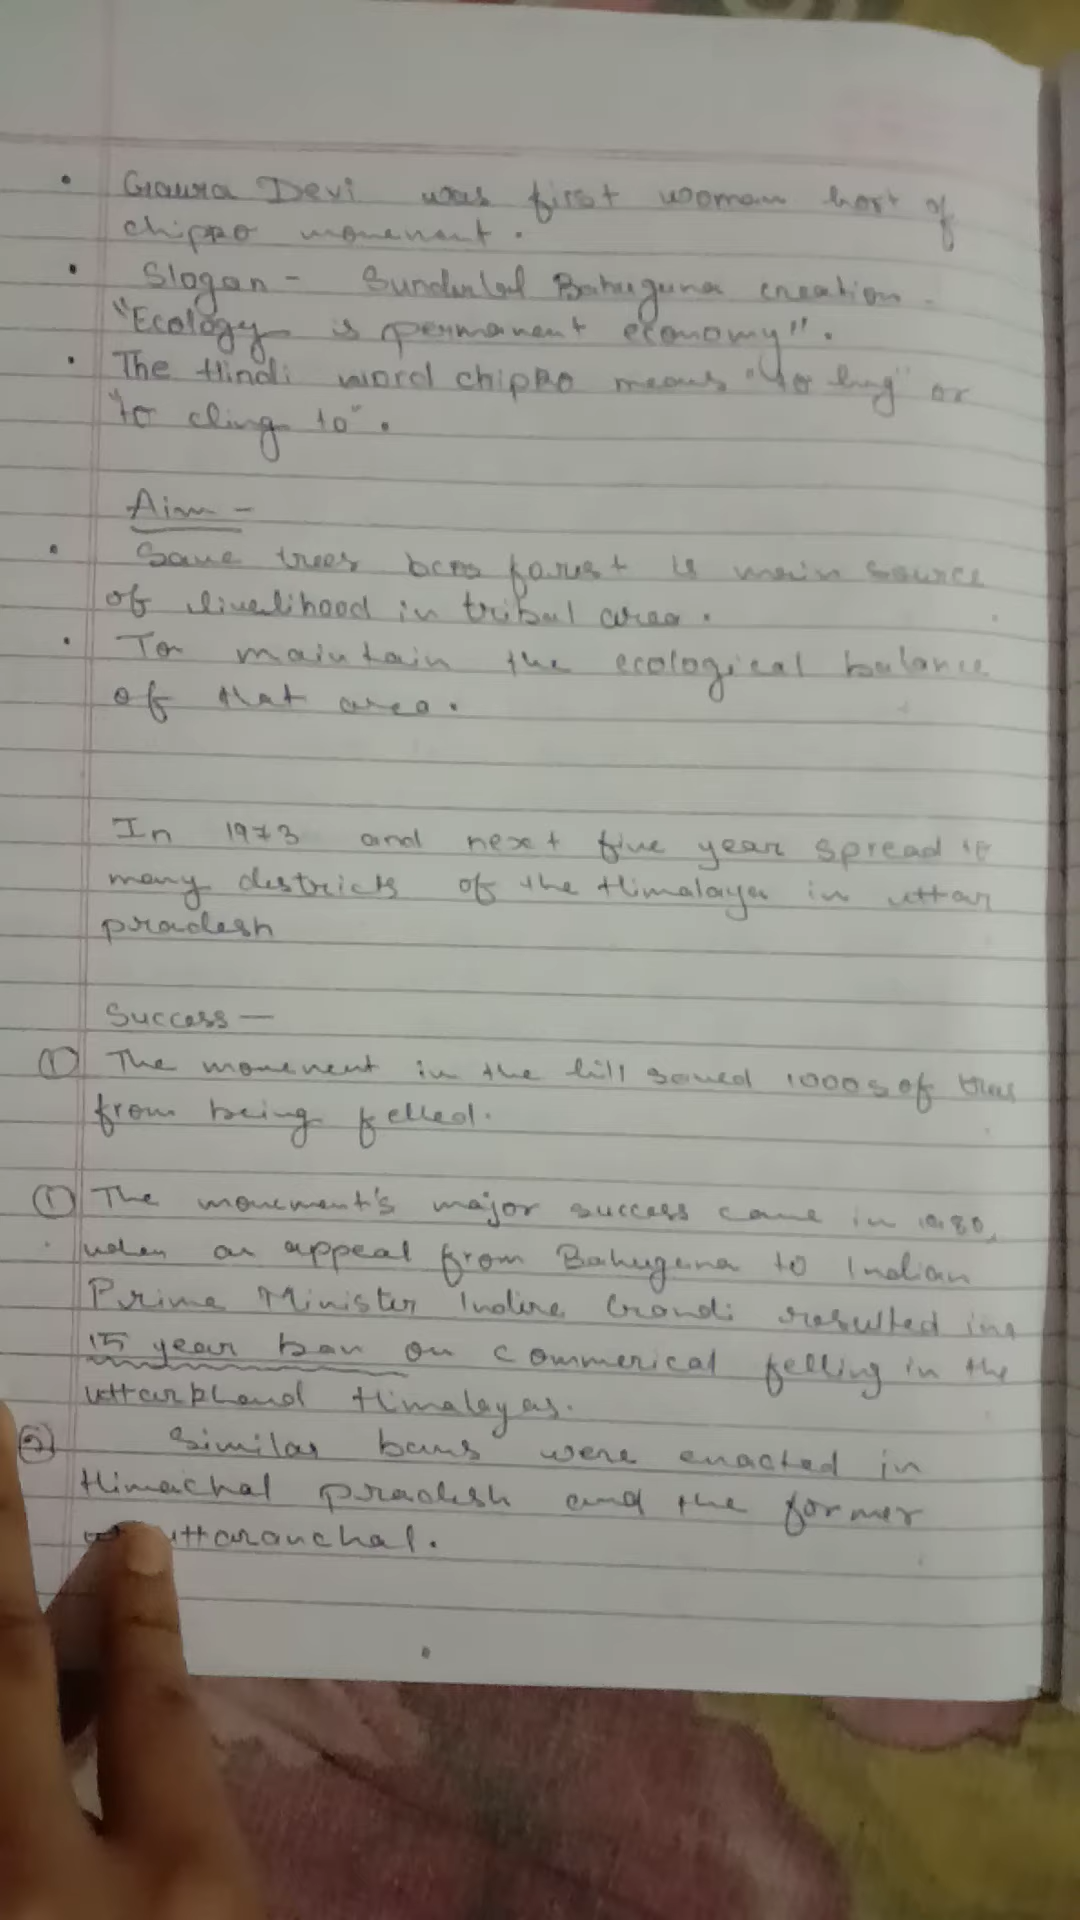 • Gaura Devi was first woman of
chipko movement.
• Slogan - Sunderlal Bahuguna creation.
"Ecology is permanent economy".
• The Hindi word chipko means "to hug" or
"to cling to".
Aim -
• Save trees bcos forest is main source
of livelihood in tribal area.
• To maintain the ecological balance
of that area.
In 1973 and next five year spread to
many districts of the Himalaya in uttar
pradesh
Success -
① The movement in the hill saved 1000s of trees
from being felled.
① The movement's major success came in 1980,
when an appeal from Bahuguna to Indian
Prime Minister Indira Gandi resulted in a
15 year ban on commerical felling in the
uttarkhand Himalayas.
② Similar bans were enacted in
Himachal pradesh and the former
uttaranchal.